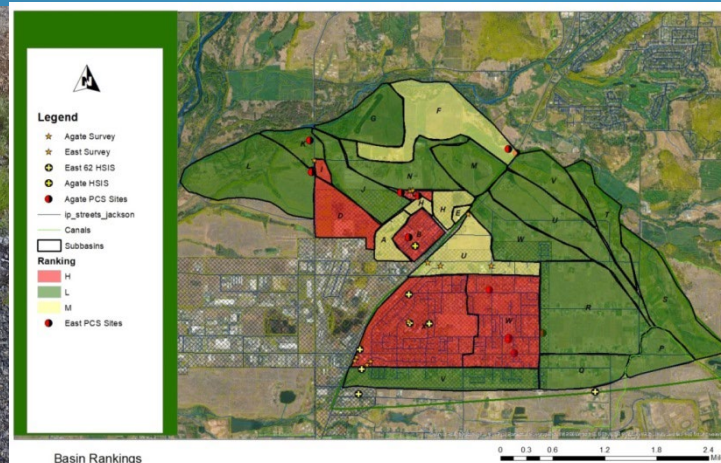 Legend
Agate Survey
East Survey
East 62 HSIS
Agate HSIS
Agate PCS Sites
ip_streets_jackson
Canals
Subbasins
Ranking
H
L
M
East PCS Sites
G
F
K
L
I
J
N
M
V
D
H
H
E
U
T
A
B
W
U
R
S
W
P
V
Q
Basin Rankings
0 0.3 0.6 1.2 1.8 2.4